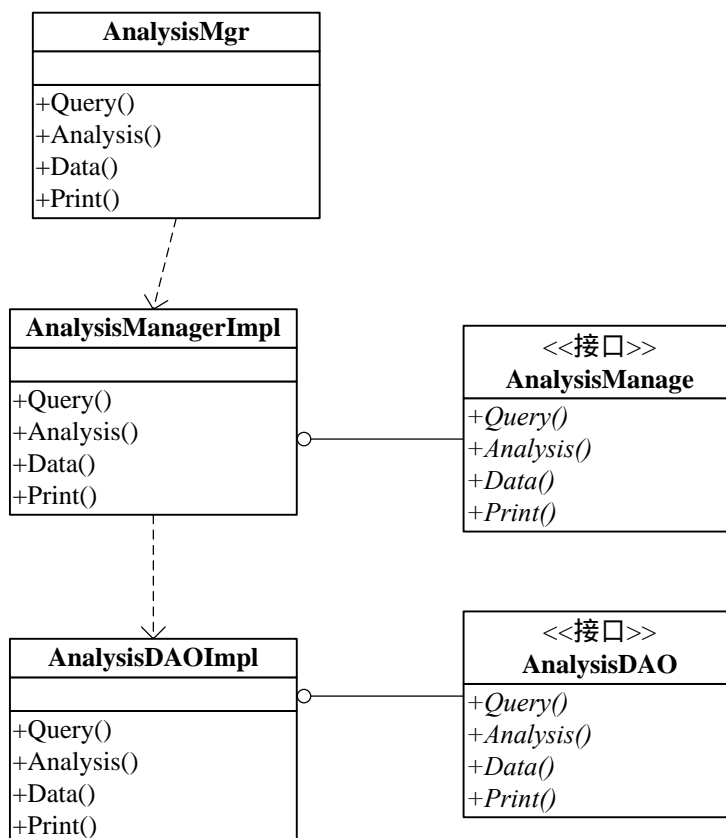 AnalysisMgr
+Query()
+Analysis()
+Data()
+Print()
AnalysisManagerImpl
+Query()
+Analysis()
+Data()
+Print()
<<接口>>
AnalysisManage
+Query()
+Analysis()
+Data()
+Print()
AnalysisDAOImpl
+Query()
+Analysis()
+Data()
+Print()
<<接口>>
AnalysisDAO
+Query()
+Analysis()
+Data()
+Print()